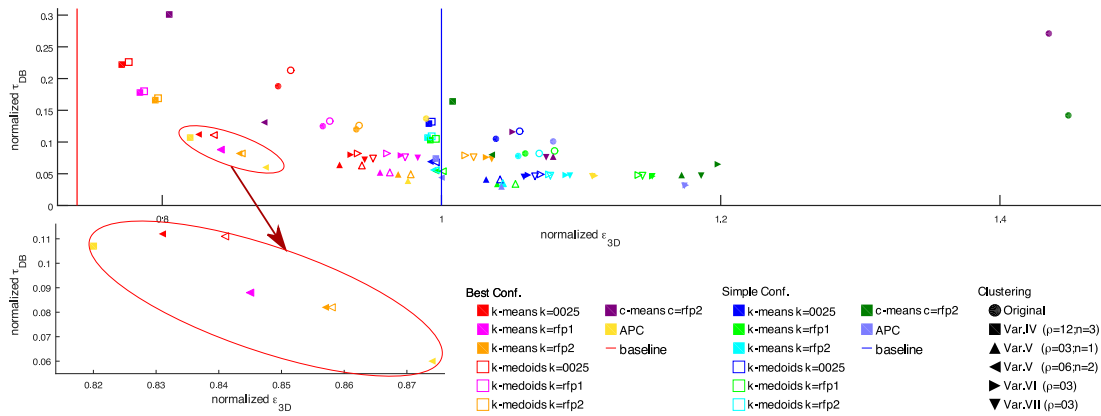 0.3
0.25
0.2
0.15
0.1
0.05
0
normalized τDB
0.8
1
1.2
1.4
normalized ε3D
0.11
0.1
0.09
0.08
0.07
0.06
normalized τDB
0.82
0.83
0.84
0.85
0.86
0.87
normalized ε3D
Best Conf.
k-means k=0025
k-means k=rfp1
k-means k=rfp2
k-medoids k=0025
k-medoids k=rfp1
k-medoids k=rfp2
c-means c=rfp2
APC
baseline
Simple Conf.
k-means k=0025
k-means k=rfp1
k-means k=rfp2
k-medoids k=0025
k-medoids k=rfp1
k-medoids k=rfp2
c-means c=rfp2
APC
baseline
Clustering
Original
Var.IV (ρ=12;n=3)
Var.V (ρ=03;n=1)
Var.V (ρ=06;n=2)
Var.VI (ρ=03)
Var.VII (ρ=03)